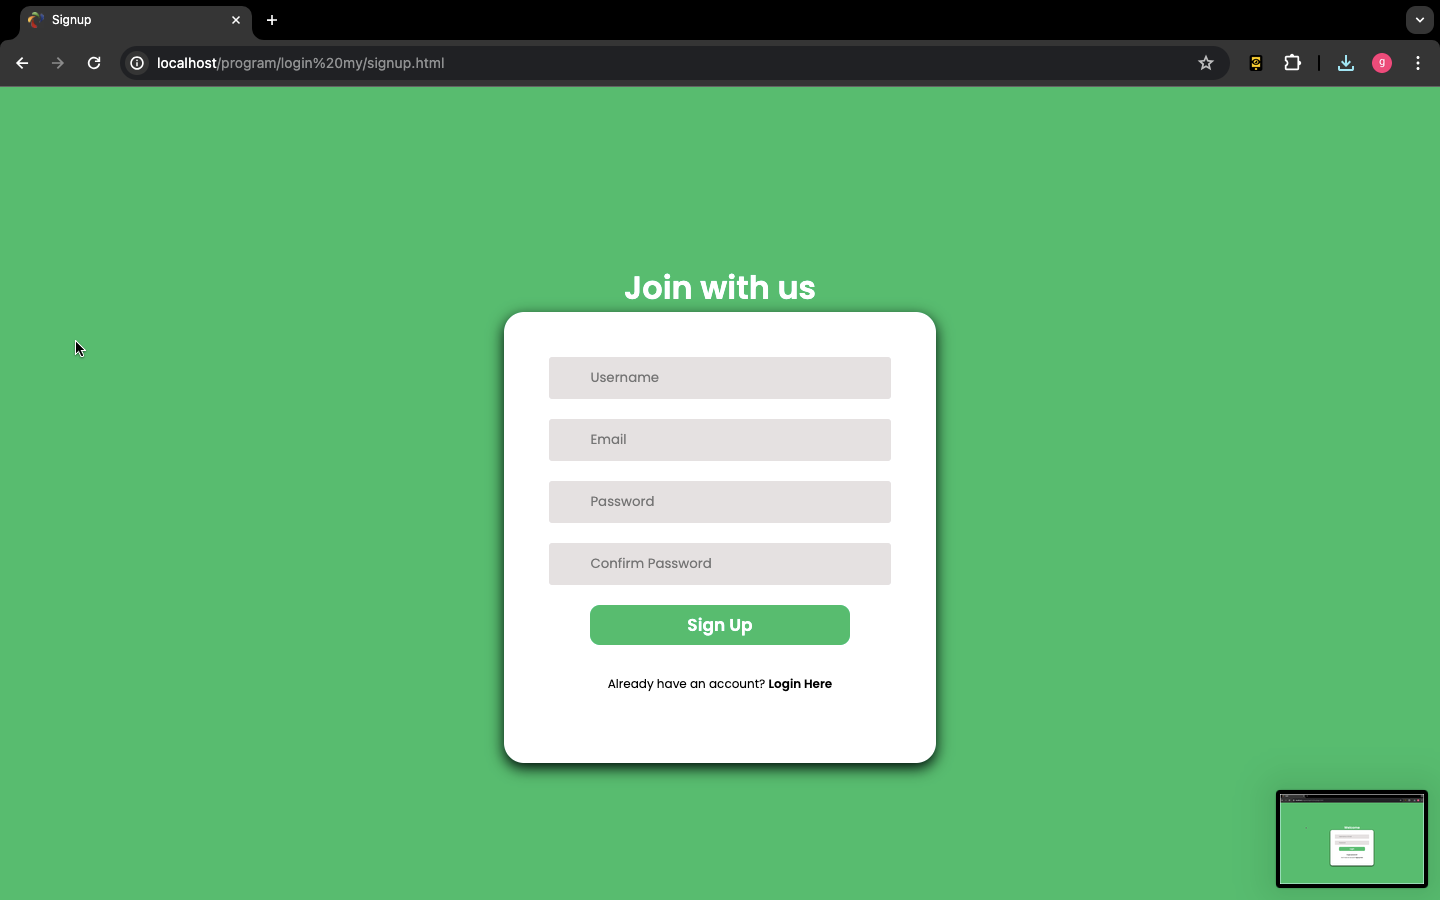 Signup
localhost/program/login%20my/signup.html
g
Join with us
Username
Email
Password
Confirm Password
Sign Up
Already have an account? Login Here